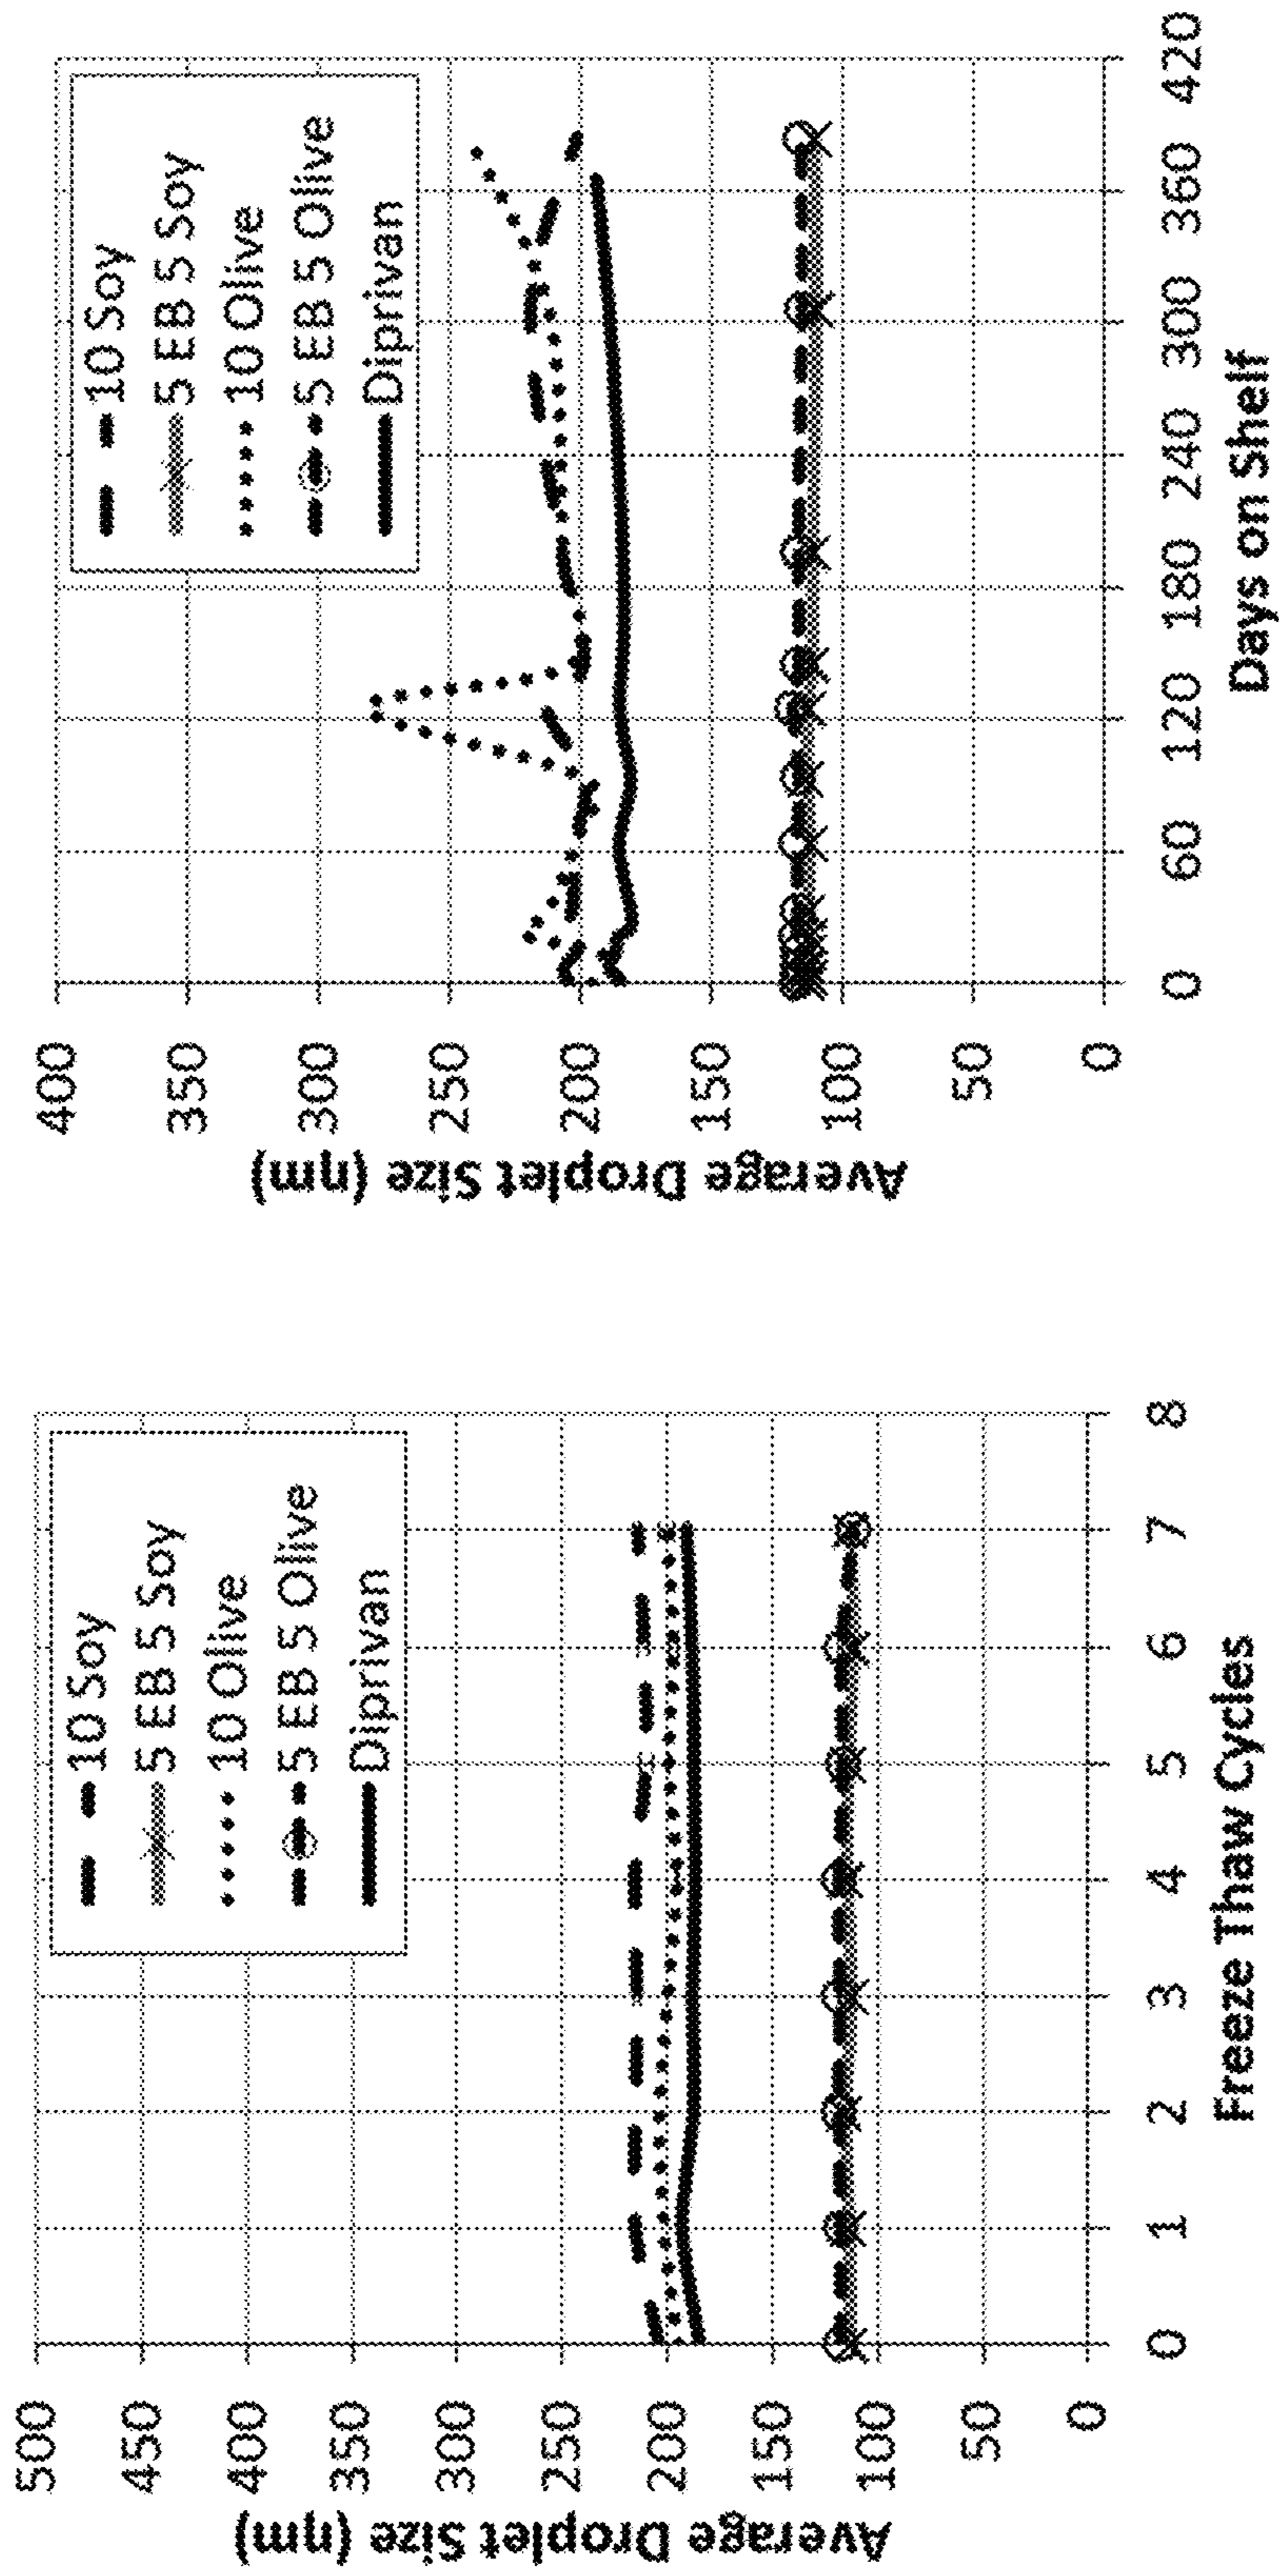 Average Droplet Size (ηm)
500
450
400
350
300
250
200
150
100
50
0
10 Soy
5 EB 5 Soy
10 Olive
5 EB 5 Olive
Diprivan
0 1 2 3 4 5 6 7 8
Freeze Thaw Cycles
Average Droplet Size (ηm)
400
350
300
250
200
150
100
50
0
10 Soy
5 EB 5 Soy
10 Olive
5 EB 5 Olive
Diprivan
0 60 120 180 240 300 360 420
Days on Shelf